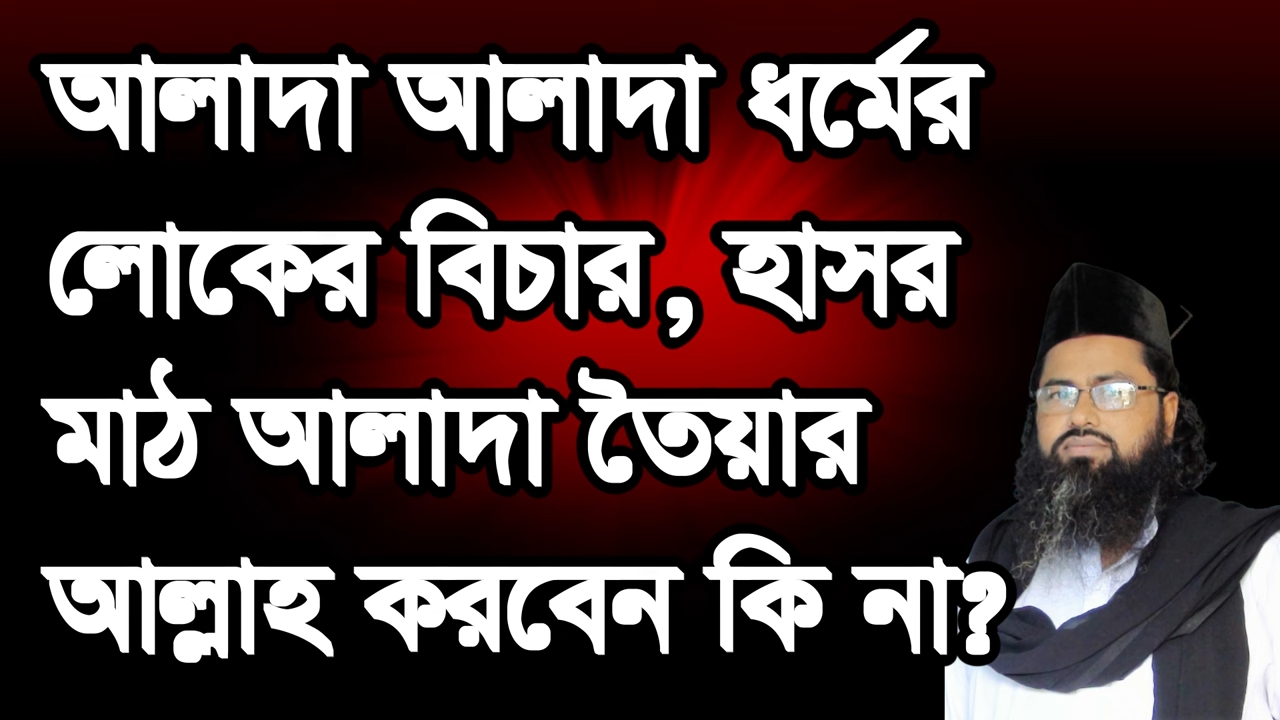 আলাদা আলাদা ধর্মের
লোকের বিচার, হাসর
মাঠ আলাদা তৈয়ার
আল্লাহ করবেন কি না?